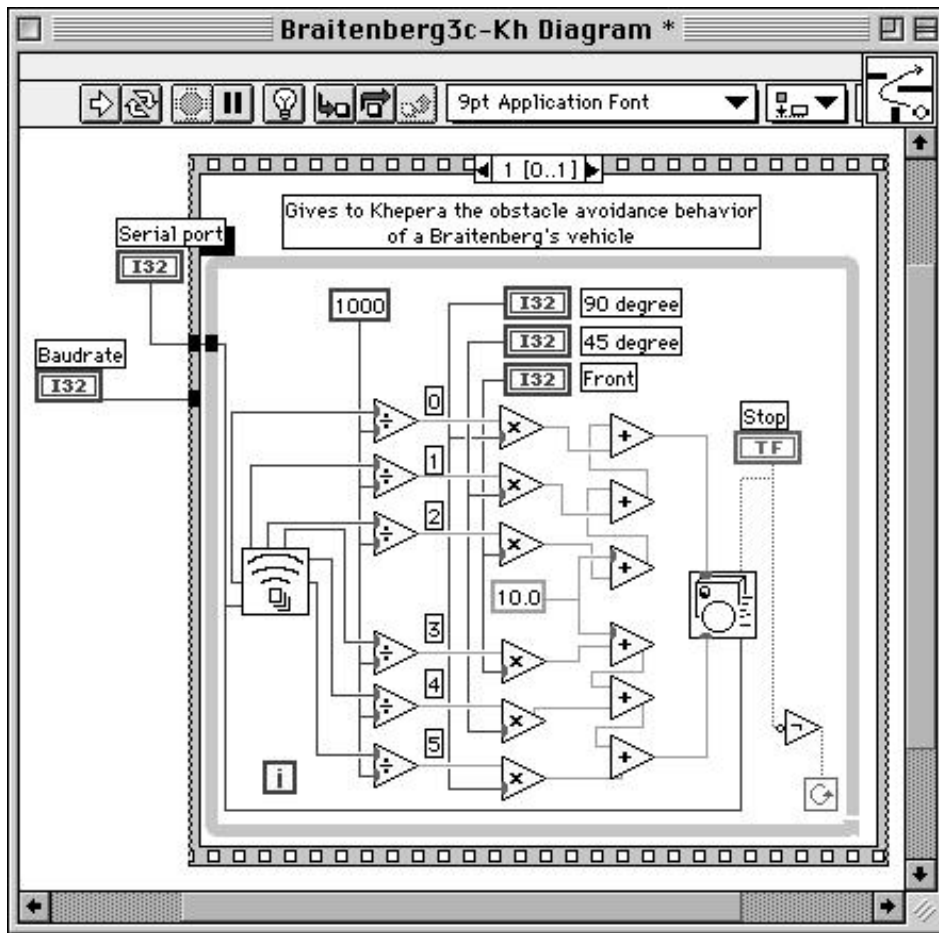 Braitenberg3c-Kh Diagram *
9pt Application Font
1 [0..1]
Gives to Khepera the obstacle avoidance behavior
of a Braitenberg's vehicle
Serial port
I32
1000
I32
90 degree
I32
45 degree
Baudrate
I32
I32
Front
0
÷
×
+
Stop
TF
1
÷
×
+
2
÷
×
+
10.0
3
÷
×
+
4
÷
×
+
5
÷
×
+
i